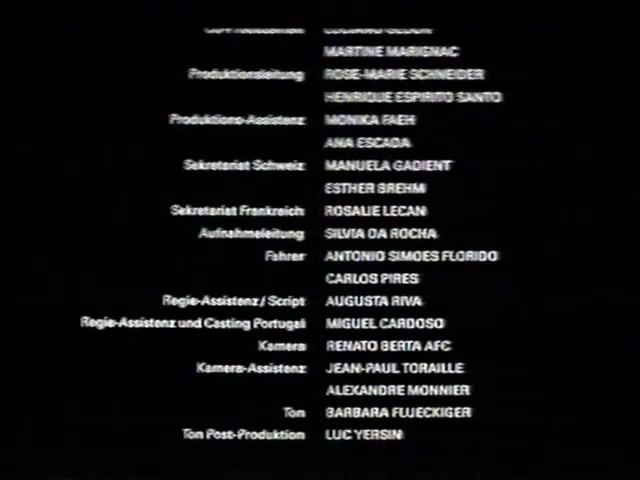 MARTINE MARIGNAC
Produktionsleitung ROSE-MARIE SCHNEIDER
HENRIQUE ESPIRITO SANTO
Produktions-Assistenz MONIKA FAEH
ANA ESCADA
Sekretariat Schweiz MANUELA GADIENT
ESTHER BREHM
Sekretariat Frankreich ROSALIE LECAN
Aufnahmeleitung SILVIA DA ROCHA
Fahrer ANTONIO SIMOES FLORIDO
CARLOS PIRES
Regie-Assistenz / Script AUGUSTA RIVA
Regie-Assistenz und Casting Portugal MIGUEL CARDOSO
Kamera RENATO BERTA AFC
Kamera-Assistenz JEAN-PAUL TORAILLE
ALEXANDRE MONNIER
Ton BARBARA FLUECKIGER
Ton Post-Produktion LUC YERSIN